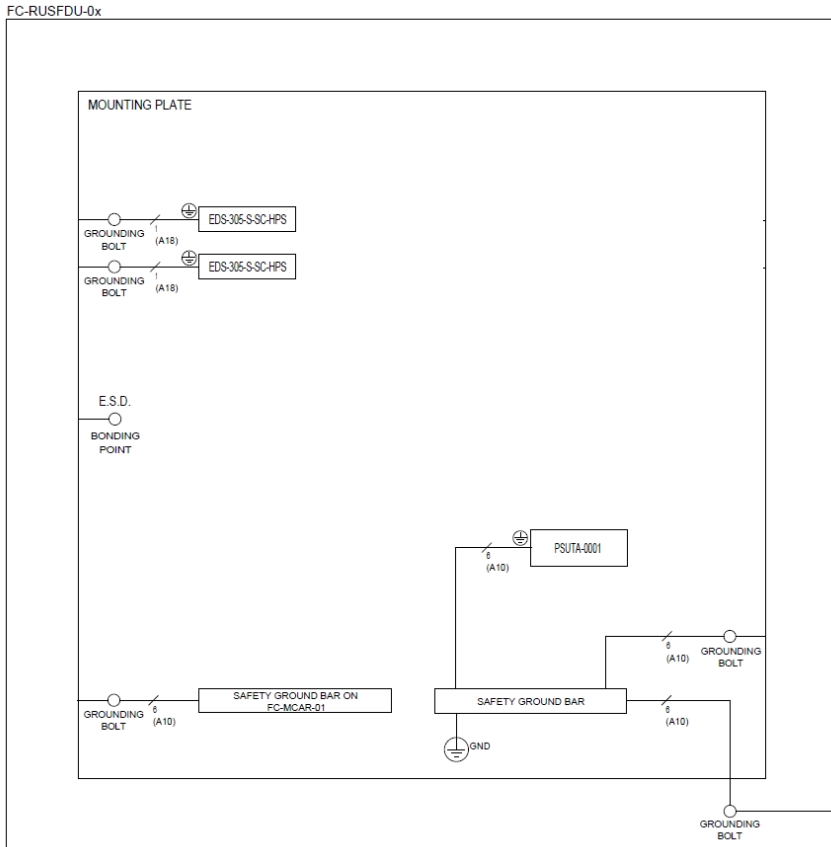 FC-RUSFDU-0x
MOUNTING PLATE
EDS-305-S-SC-HPS
GROUNDING
BOLT
1
(A18)
EDS-305-S-SC-HPS
GROUNDING
BOLT
1
(A18)
E.S.D.
BONDING
POINT
PSUTA-0001
6
(A10)
6
(A10)
GROUNDING
BOLT
SAFETY GROUND BAR ON
FC-MCAR-01
GROUNDING
BOLT
6
(A10)
SAFETY GROUND BAR
6
(A10)
GND
GROUNDING
BOLT